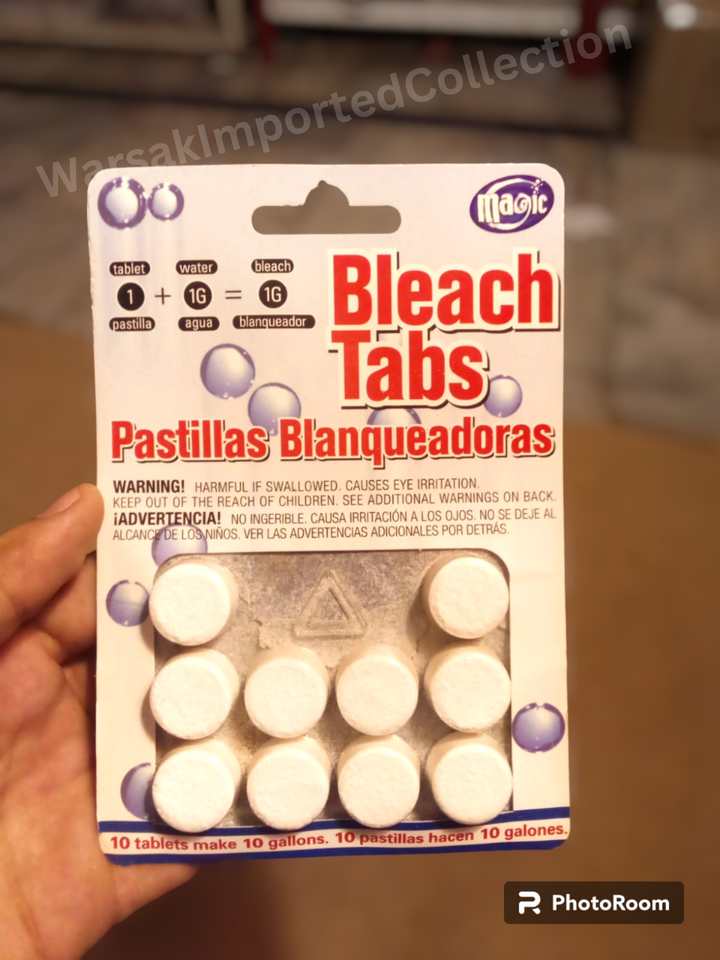 WarsakImportedCollection
magic
tablet water bleach
1 + 1G = 1G
pastilla agua blanqueador
Bleach
Tabs
Pastillas Blanqueadoras
WARNING! HARMFUL IF SWALLOWED. CAUSES EYE IRRITATION.
KEEP OUT OF THE REACH OF CHILDREN. SEE ADDITIONAL WARNINGS ON BACK.
¡ADVERTENCIA! NO INGERIBLE. CAUSA IRRITACIÓN A LOS OJOS. NO SE DEJE AL
ALCANCE DE LOS NIÑOS. VER LAS ADVERTENCIAS ADICIONALES POR DETRÁS.
10 tablets make 10 gallons. 10 pastillas hacen 10 galones.
PhotoRoom